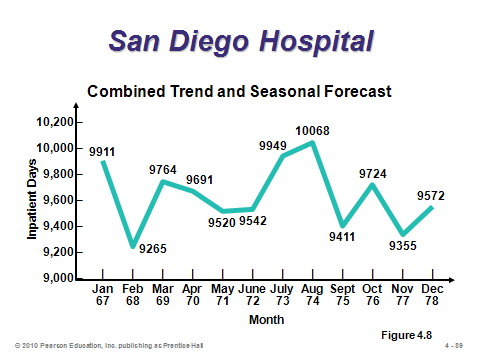 San Diego Hospital
Combined Trend and Seasonal Forecast
Inpatient Days
10,200
10,000
9,800
9,600
9,400
9,200
9,000
9911
9265
9764
9691
9520
9542
9949
10068
9411
9724
9355
9572
Jan Feb Mar Apr May June July Aug Sept Oct Nov Dec
67 68 69 70 71 72 73 74 75 76 77 78
Month
Figure 4.8
© 2010 Pearson Education, Inc. publishing as Prentice Hall
4 - 89